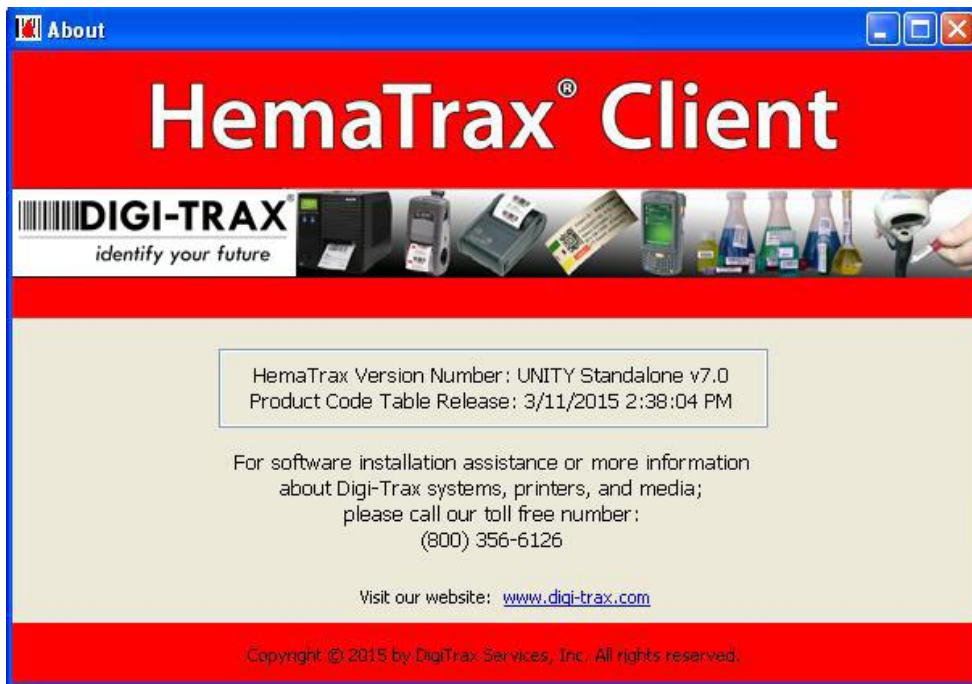 About
HemaTrax® Client
DIGI-TRAX®
identify your future
HemaTrax Version Number: UNITY Standalone v7.0
Product Code Table Release: 3/11/2015 2:38:04 PM
For software installation assistance or more information
about Digi-Trax systems, printers, and media;
please call our toll free number:
(800) 356-6126
Visit our website: www.digi-trax.com
Copyright © 2015 by DigiTrax Services, Inc. All rights reserved.